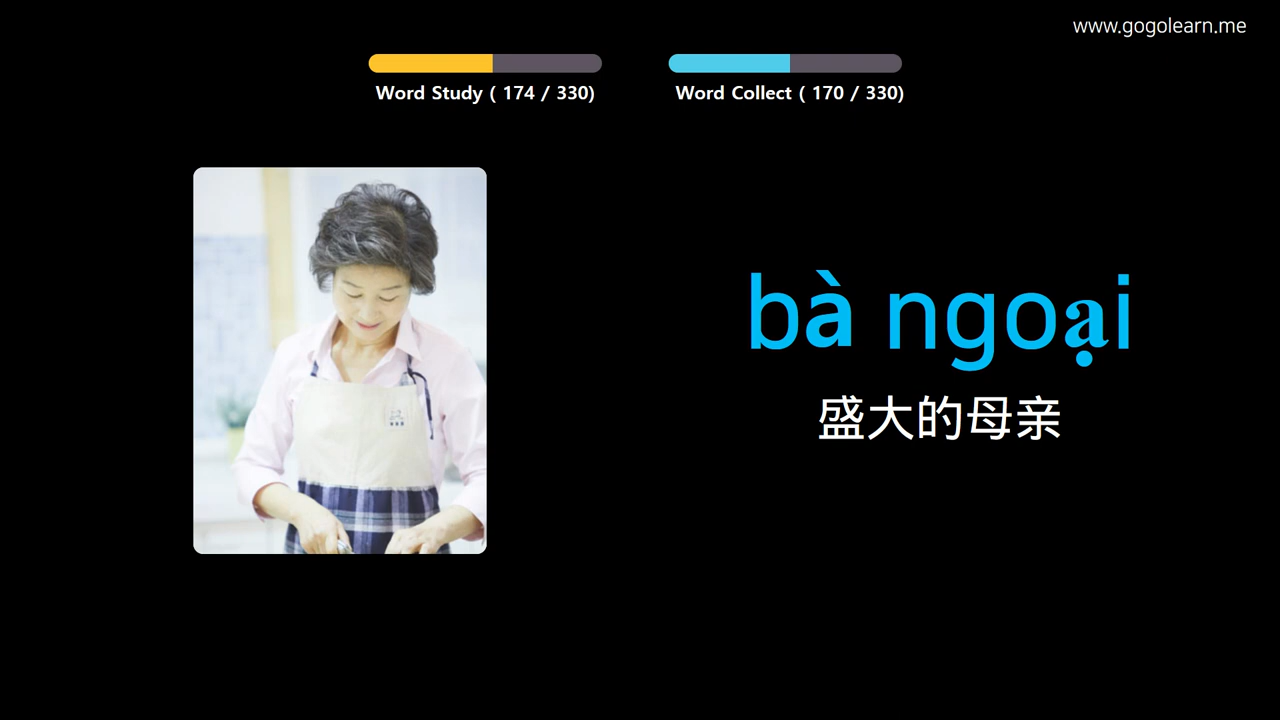 www.gogolearn.me
Word Study ( 174 / 330)
Word Collect ( 170 / 330)
bà ngoại
盛大的母亲